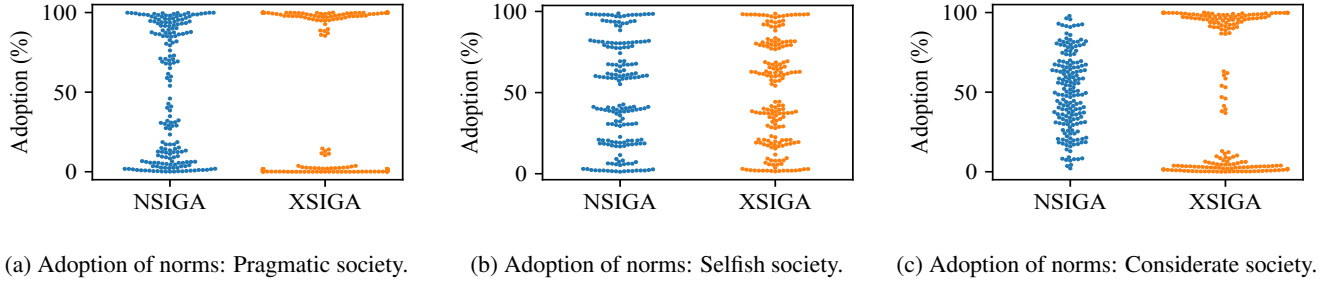 Adoption (%)
100
50
0
NSIGA
XSIGA
(a) Adoption of norms: Pragmatic society.
Adoption (%)
100
50
0
NSIGA
XSIGA
(b) Adoption of norms: Selfish society.
Adoption (%)
100
50
0
NSIGA
XSIGA
(c) Adoption of norms: Considerate society.